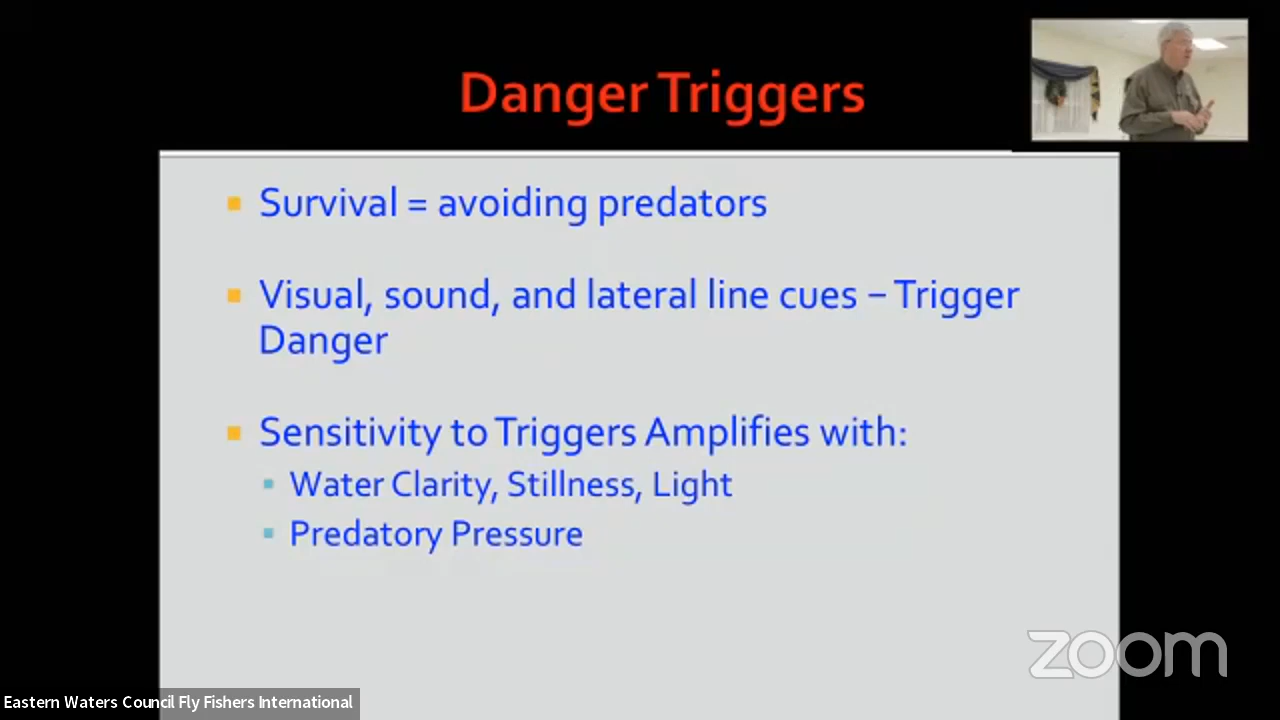 Danger Triggers
Survival = avoiding predators
Visual, sound, and lateral line cues – Trigger
Danger
Sensitivity to Triggers Amplifies with:
Water Clarity, Stillness, Light
Predatory Pressure
zoom
Eastern Waters Council Fly Fishers International